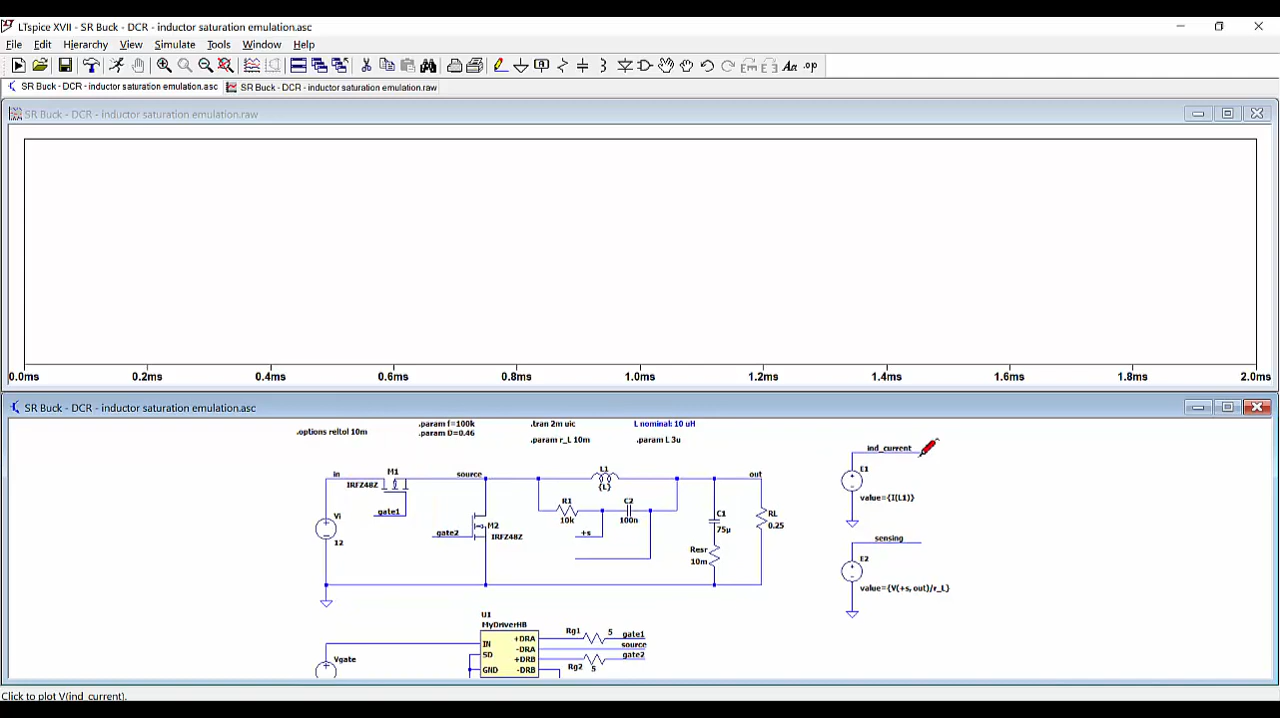 LTspice XVII - SR Buck - DCR - inductor saturation emulation.asc
File Edit Hierarchy View Simulate Tools Window Help
Aa .op
SR Buck - DCR - inductor saturation emulation.asc SR Buck - DCR - inductor saturation emulation.raw
SR Buck - DCR - inductor saturation emulation.raw
0.0ms 0.2ms 0.4ms 0.6ms 0.8ms 1.0ms 1.2ms 1.4ms 1.6ms 1.8ms 2.0ms
SR Buck - DCR - inductor saturation emulation.asc
.options reltol 10m
.param f=100k
.param D=0.46
.tran 2m uic
.param r_L 10m
L nominal: 10 uH
.param L 3u
in
M1
IRFZ48Z
gate1
source
L1
{L}
out
Vi
12
gate2
M2
IRFZ48Z
R1
10k
C2
100n
+s
C1
75µ
Resr
10m
RL
0.25
ind_current
E1
value={I(L1)}
sensing
E2
value={V(+s, out)/r_L}
U1
MyDriverHB
IN
SD
GND
+DRA
-DRA
+DRB
-DRB
Rg1
5
gate1
source
gate2
Rg2
5
Vgate
Click to plot V(ind_current).